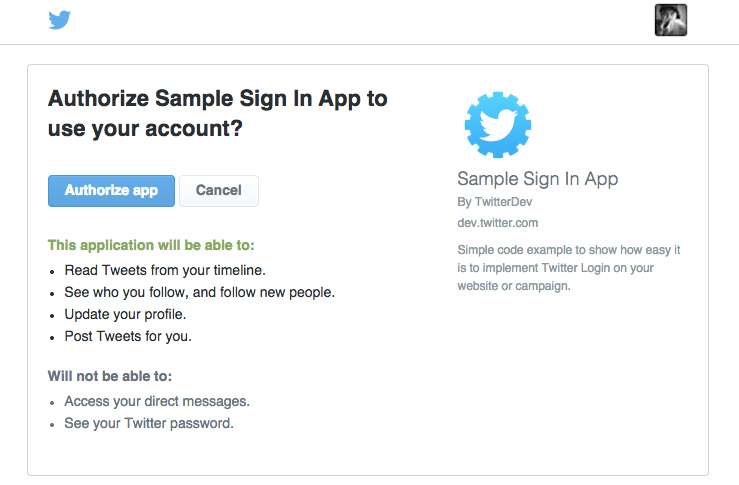 Authorize Sample Sign In App to
use your account?
Authorize app
Cancel
This application will be able to:
Read Tweets from your timeline.
See who you follow, and follow new people.
Update your profile.
Post Tweets for you.
Will not be able to:
Access your direct messages.
See your Twitter password.
Sample Sign In App
By TwitterDev
dev.twitter.com
Simple code example to show how easy it
is to implement Twitter Login on your
website or campaign.